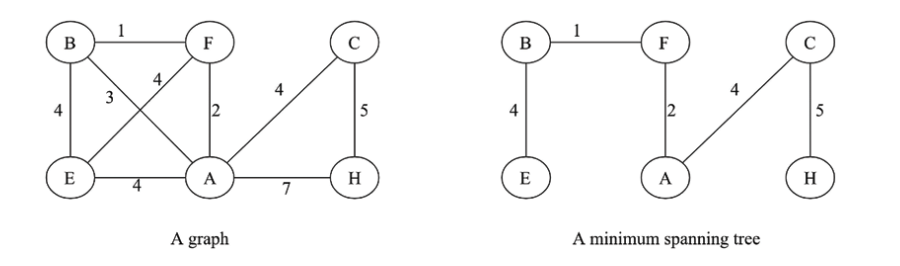 B 1 F C
4 3 4 2 4 5
E 4 A 7 H
A graph
B 1 F C
4 2 4 5
E A H
A minimum spanning tree